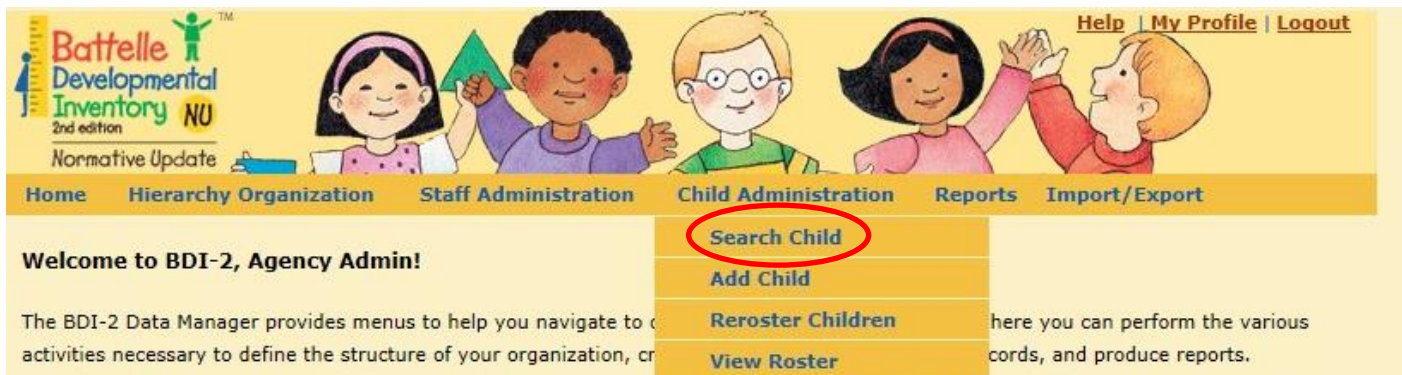 Battelle TM
Developmental
Inventory NU
2nd edition
Normative Update
Help | My Profile | Logout
Home Hierarchy Organization Staff Administration Child Administration Reports Import/Export
Search Child
Add Child
Reroster Children
View Roster
Welcome to BDI-2, Agency Admin!
The BDI-2 Data Manager provides menus to help you navigate to here you can perform the various
activities necessary to define the structure of your organization, cords, and produce reports.